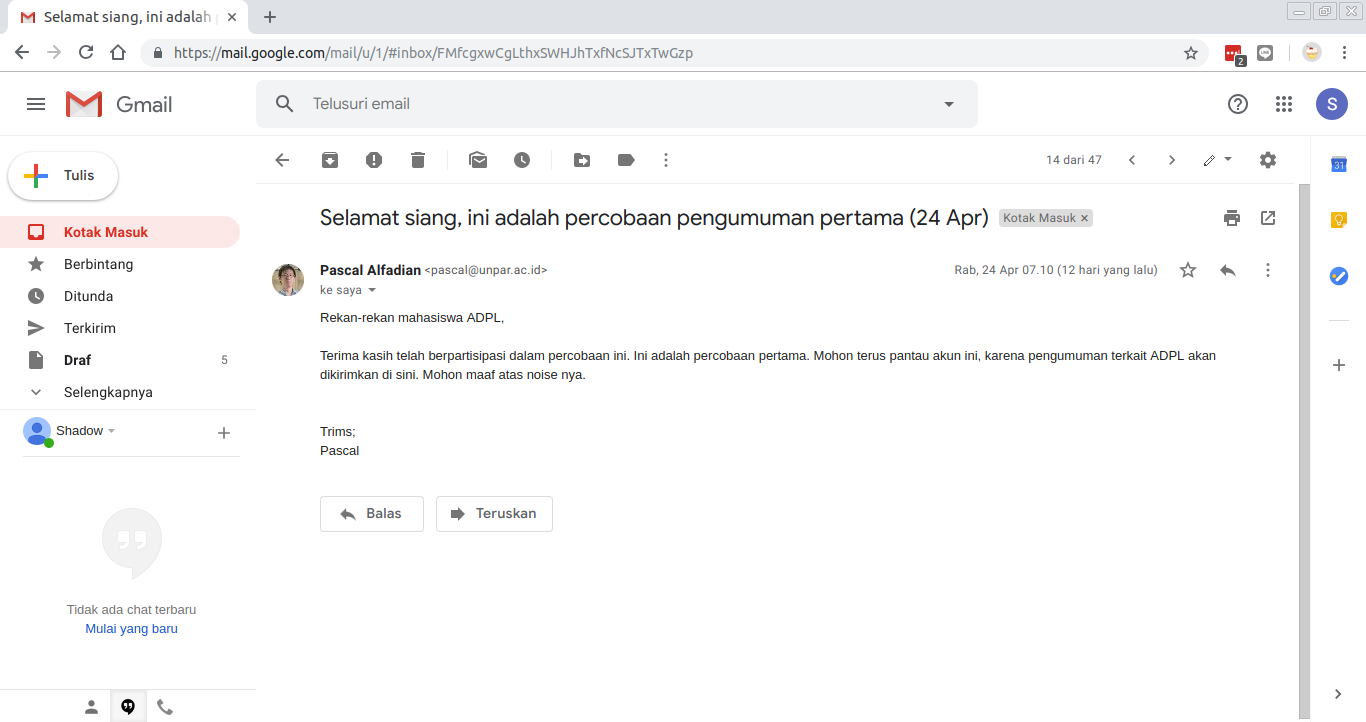 Selamat siang, ini adalah
https://mail.google.com/mail/u/1/#inbox/FMfcgxwCgLthxSWHJhTxfNcSJTxTwGzp
2
Gmail
Telusuri email
S
Tulis
14 dari 47
31
Kotak Masuk
Berbintang
Ditunda
Terkirim
Draf 5
Selengkapnya
Shadow
Tidak ada chat terbaru
Mulai yang baru
Selamat siang, ini adalah percobaan pengumuman pertama (24 Apr) Kotak Masuk
Pascal Alfadian <pascal@unpar.ac.id> Rab, 24 Apr 07.10 (12 hari yang lalu)
ke saya
Rekan-rekan mahasiswa ADPL,
Terima kasih telah berpartisipasi dalam percobaan ini. Ini adalah percobaan pertama. Mohon terus pantau akun ini, karena pengumuman terkait ADPL akan
dikirimkan di sini. Mohon maaf atas noise nya.
Trims;
Pascal
Balas Teruskan